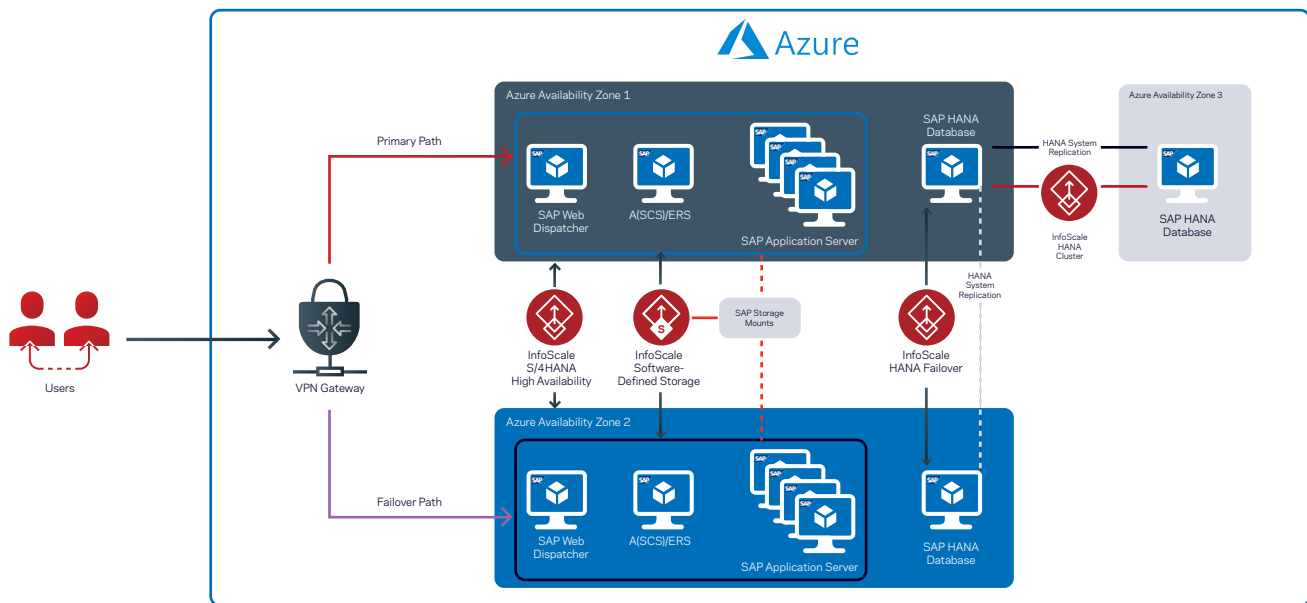 Azure
Azure Availability Zone 1
Azure Availability Zone 3
Primary Path
SAP
SAP
SAP
SAP
SAP
SAP
SAP HANA
Database
SAP
HANA System
Replication
SAP
SAP Web
Dispatcher
A(SCS)/ERS
SAP Application Server
InfoScale
HANA
Cluster
SAP HANA
Database
HANA
System
Replication
S
SAP Storage
Mounts
Users
VPN Gateway
InfoScale
S/4HANA
High Availability
InfoScale
Software-
Defined Storage
InfoScale
HANA Failover
Azure Availability Zone 2
Failover Path
SAP
SAP
SAP
SAP
SAP
SAP
SAP
SAP Web
Dispatcher
A(SCS)/ERS
SAP Application Server
SAP HANA
Database